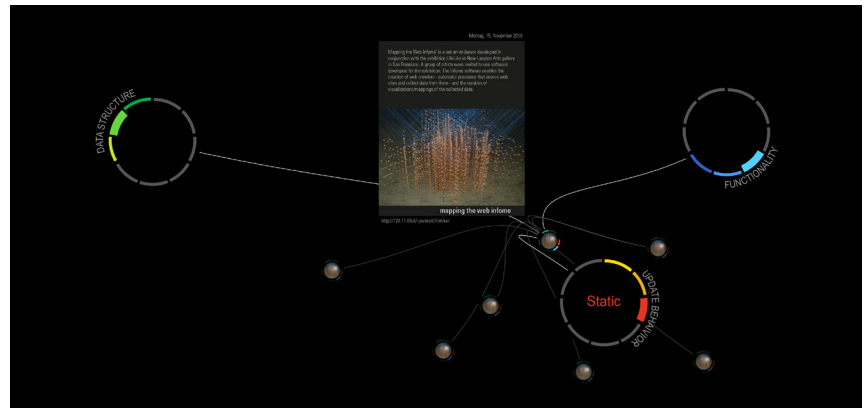 Montag, 15. November 2010
Mapping the Web Infome' is a net art endeavor developed in
conjunction with the exhibition LifeLike at New Langton Arts gallery
in San Francisco. A group of artists were invited to use software
developed for the exhibition. The Infome software enables the
creation of web crawlers - automatic processes that access web
sites and collect data from them - and the creation of
visualizations/mappings of the collected data.
DATA STRUCTURE
FUNCTIONALITY
mapping the web infome
Static
UPDATE BEHAVIOR